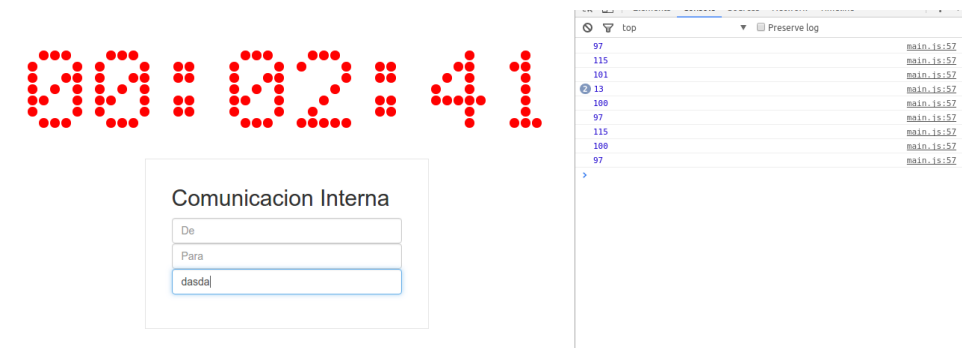 00:02:41
Comunicacion Interna
De
Para
dasda
top ▼ Preserve log
97 main.js:57
115 main.js:57
101 main.js:57
2 13 main.js:57
100 main.js:57
97 main.js:57
115 main.js:57
100 main.js:57
97 main.js:57
>